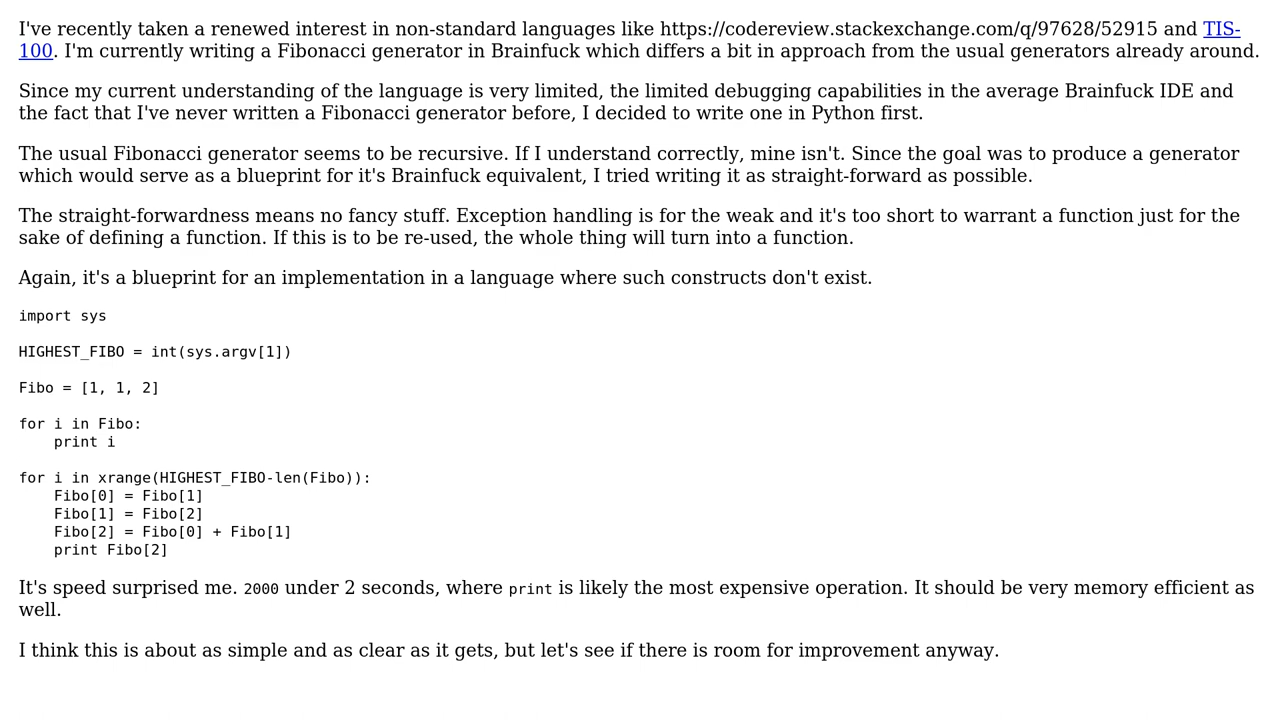 I've recently taken a renewed interest in non-standard languages like https://codereview.stackexchange.com/q/97628/52915 and TIS-
100. I'm currently writing a Fibonacci generator in Brainfuck which differs a bit in approach from the usual generators already around.
Since my current understanding of the language is very limited, the limited debugging capabilities in the average Brainfuck IDE and
the fact that I've never written a Fibonacci generator before, I decided to write one in Python first.
The usual Fibonacci generator seems to be recursive. If I understand correctly, mine isn't. Since the goal was to produce a generator
which would serve as a blueprint for it's Brainfuck equivalent, I tried writing it as straight-forward as possible.
The straight-forwardness means no fancy stuff. Exception handling is for the weak and it's too short to warrant a function just for the
sake of defining a function. If this is to be re-used, the whole thing will turn into a function.
Again, it's a blueprint for an implementation in a language where such constructs don't exist.
import sys
HIGHEST_FIBO = int(sys.argv[1])
Fibo = [1, 1, 2]
for i in Fibo:
    print i
for i in xrange(HIGHEST_FIBO-len(Fibo)):
    Fibo[0] = Fibo[1]
    Fibo[1] = Fibo[2]
    Fibo[2] = Fibo[0] + Fibo[1]
    print Fibo[2]
It's speed surprised me. 2000 under 2 seconds, where print is likely the most expensive operation. It should be very memory efficient as
well.
I think this is about as simple and as clear as it gets, but let's see if there is room for improvement anyway.